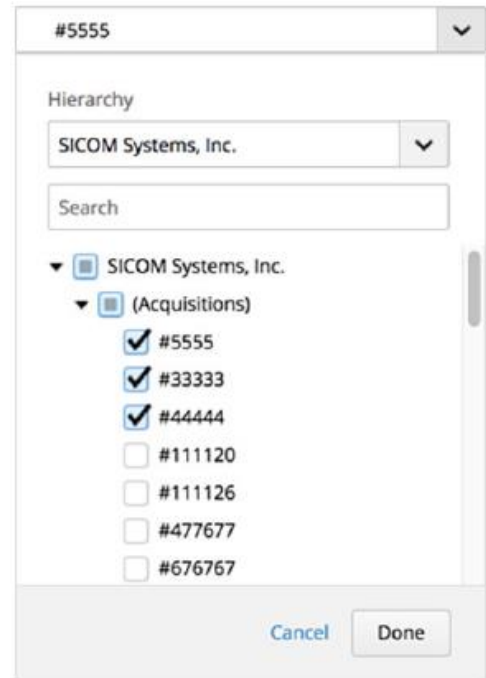 #5555
Hierarchy
SICOM Systems, Inc.
Search
SICOM Systems, Inc.
(Acquisitions)
#5555
#33333
#44444
#111120
#111126
#477677
#676767
Cancel Done